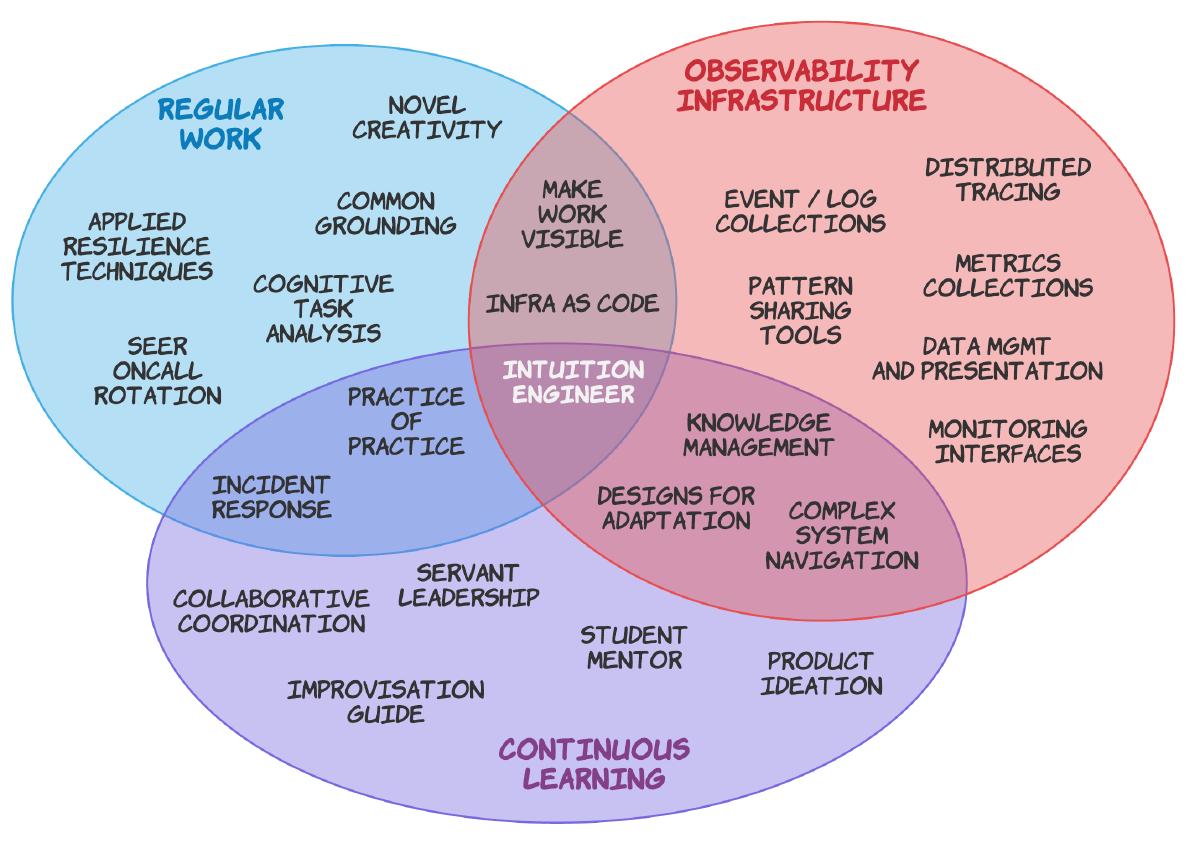 REGULAR
WORK
NOVEL
CREATIVITY
COMMON
GROUNDING
APPLIED
RESILIENCE
TECHNIQUES
COGNITIVE
TASK
ANALYSIS
SEER
ONCALL
ROTATION
OBSERVABILITY
INFRASTRUCTURE
DISTRIBUTED
TRACING
EVENT / LOG
COLLECTIONS
METRICS
COLLECTIONS
PATTERN
SHARING
TOOLS
DATA MGMT
AND PRESENTATION
MONITORING
INTERFACES
MAKE
WORK
VISIBLE
INFRA AS CODE
INTUITION
ENGINEER
PRACTICE
OF
PRACTICE
INCIDENT
RESPONSE
KNOWLEDGE
MANAGEMENT
DESIGNS FOR
ADAPTATION
COMPLEX
SYSTEM
NAVIGATION
SERVANT
LEADERSHIP
COLLABORATIVE
COORDINATION
STUDENT
MENTOR
PRODUCT
IDEATION
IMPROVISATION
GUIDE
CONTINUOUS
LEARNING